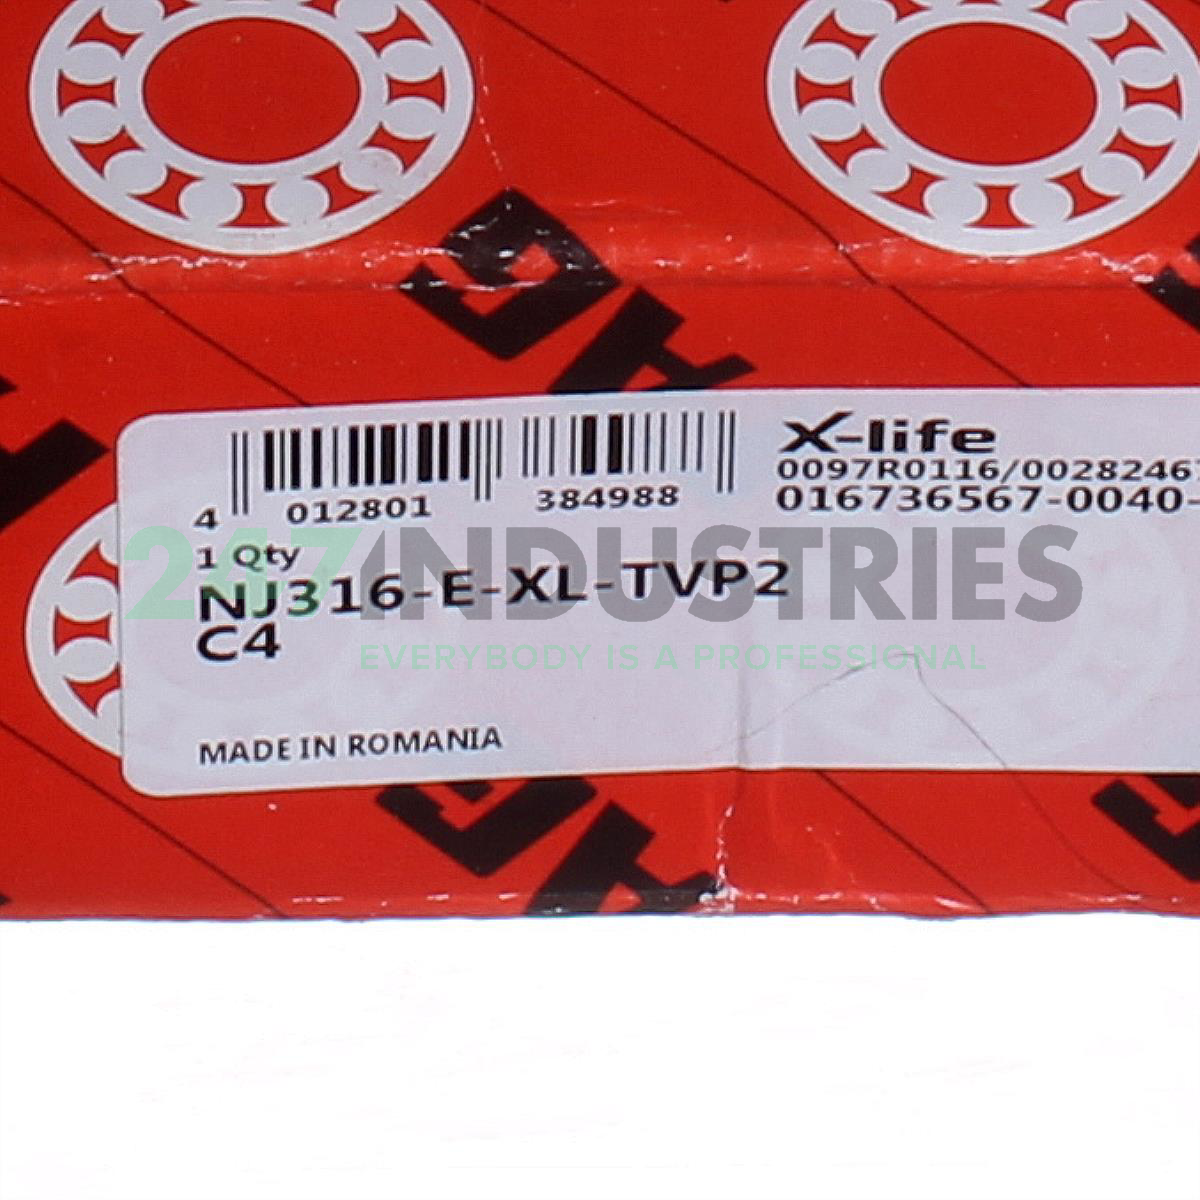 X-life
0097R0116/00282467
016736567-0040-
4 012801 384988
1 Qty
NJ316-E-XL-TVP2
C4
247INDUSTRIES
EVERYBODY IS A PROFESSIONAL
MADE IN ROMANIA